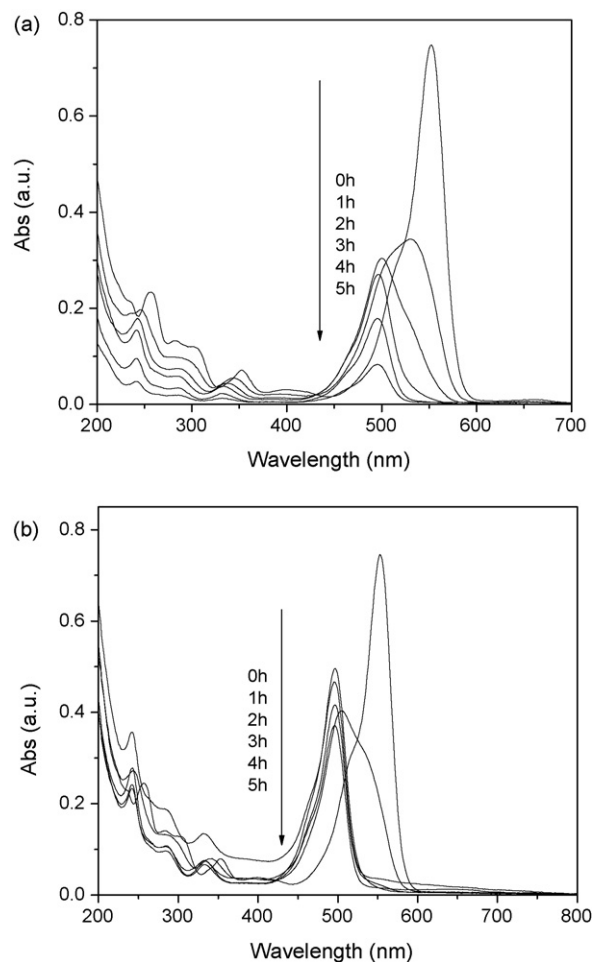 (a)
0.8
0.6
0.4
0.2
0.0
Abs (a.u.)
0h
1h
2h
3h
4h
5h
200 300 400 500 600 700
Wavelength (nm)
(b)
0.8
0.6
0.4
0.2
0.0
Abs (a.u.)
0h
1h
2h
3h
4h
5h
200 300 400 500 600 700 800
Wavelength (nm)